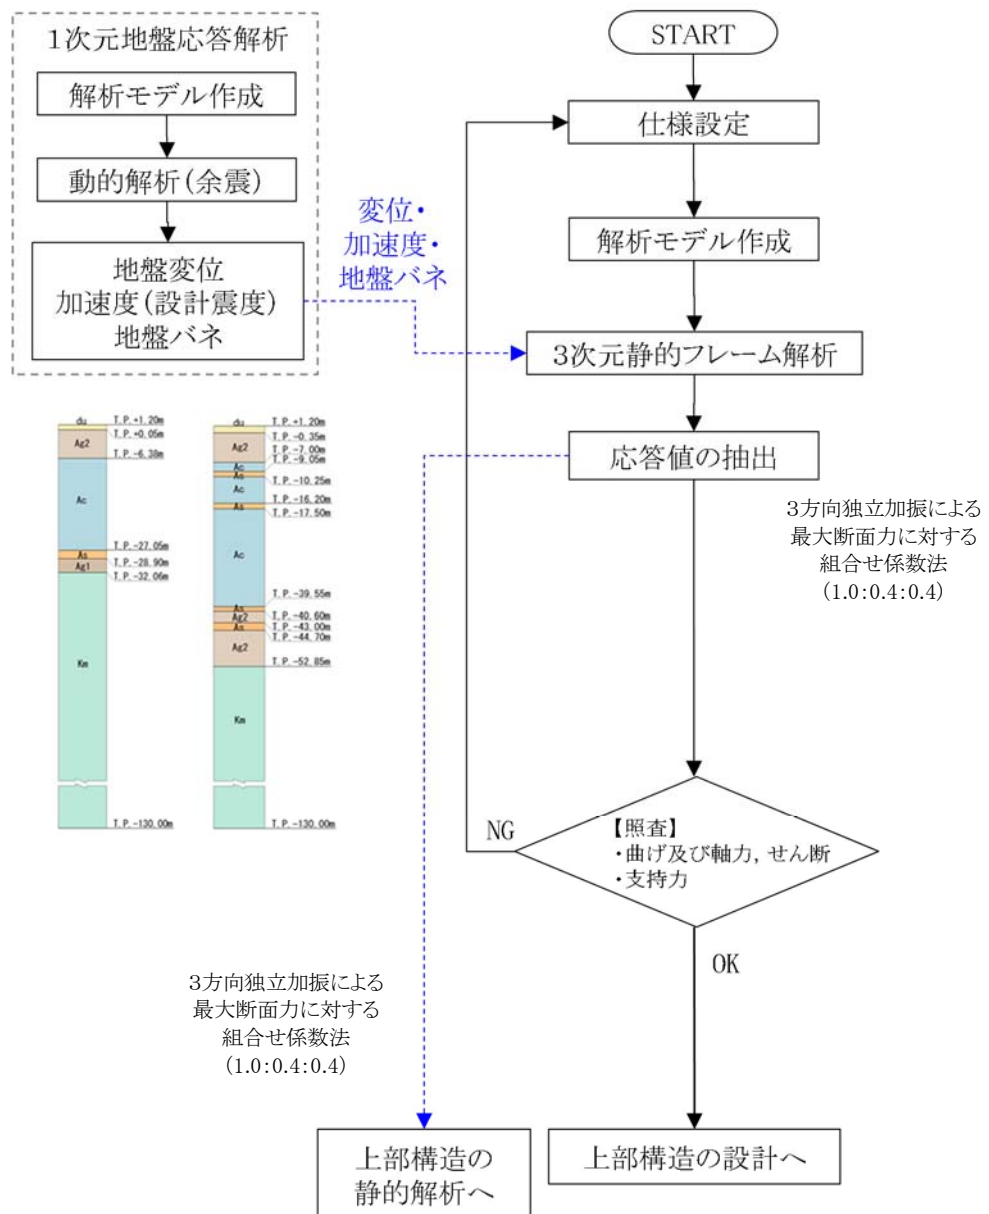 1次元地盤応答解析
解析モデル作成
動的解析(余震)
地盤変位
加速度(設計震度)
地盤バネ
変位・
加速度・
地盤バネ
START
仕様設定
解析モデル作成
3次元静的フレーム解析
応答値の抽出
3方向独立加振による
最大断面力に対する
組合せ係数法
(1.0:0.4:0.4)
du
T.P.+1.20m
T.P.+0.05m
Ag2
T.P.-6.38m
Ac
T.P.-27.05m
As
T.P.-28.90m
Ag1
T.P.-32.06m
Km
T.P.-130.00m
du
T.P.+1.20m
T.P.-0.35m
Ag2
T.P.-7.00m
T.P.-9.05m
Ac
As
T.P.-10.25m
Ac
T.P.-16.20m
As
T.P.-17.50m
Ac
T.P.-39.55m
As
T.P.-40.60m
Ag2
T.P.-43.00m
As
T.P.-44.70m
Ag2
T.P.-52.85m
Km
T.P.-130.00m
NG
【照査】
・曲げ及び軸力, せん断
・支持力
OK
3方向独立加振による
最大断面力に対する
組合せ係数法
(1.0:0.4:0.4)
上部構造の
静的解析へ
上部構造の設計へ